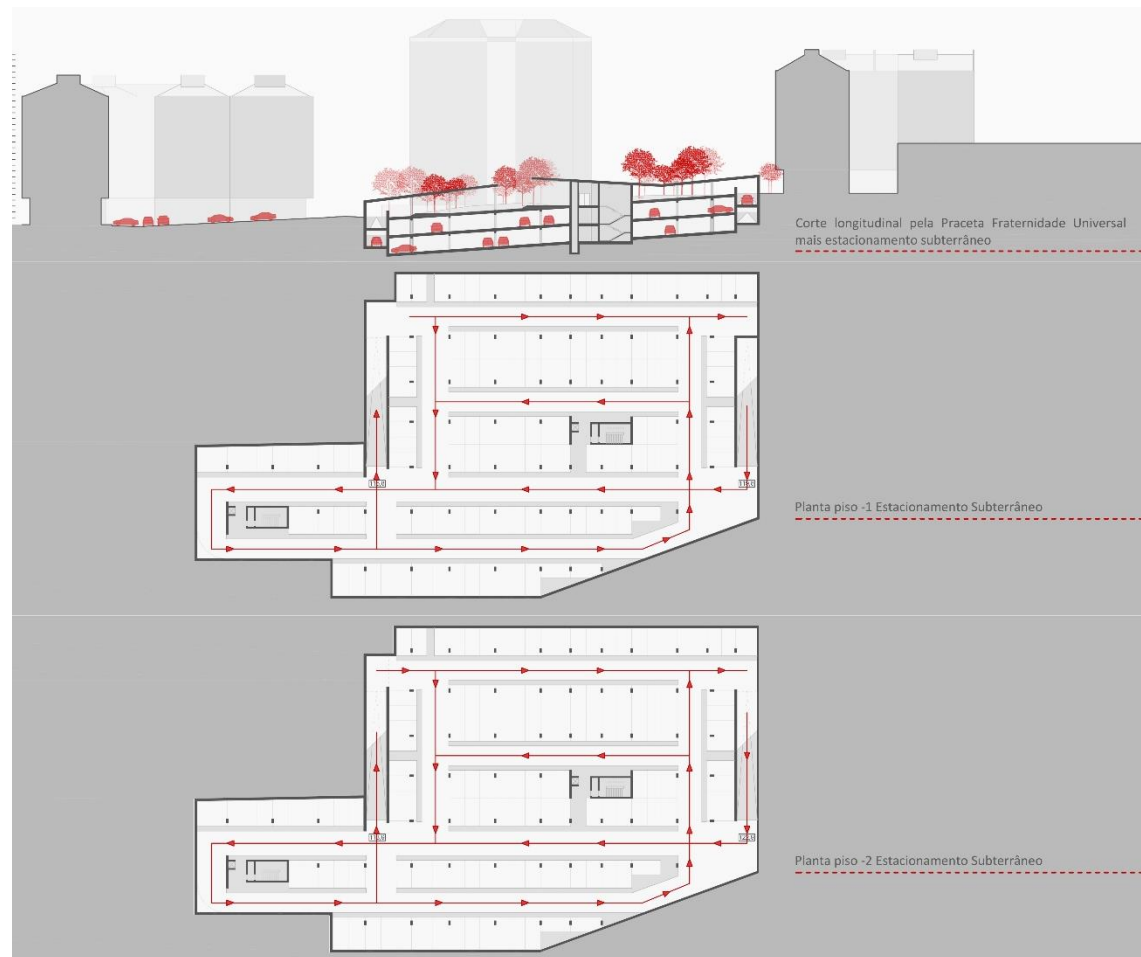 Corte longitudinal pela Praceta Fraternidade Universal
mais estacionamento subterrâneo
Planta piso -1 Estacionamento Subterrâneo
Planta piso -2 Estacionamento Subterrâneo